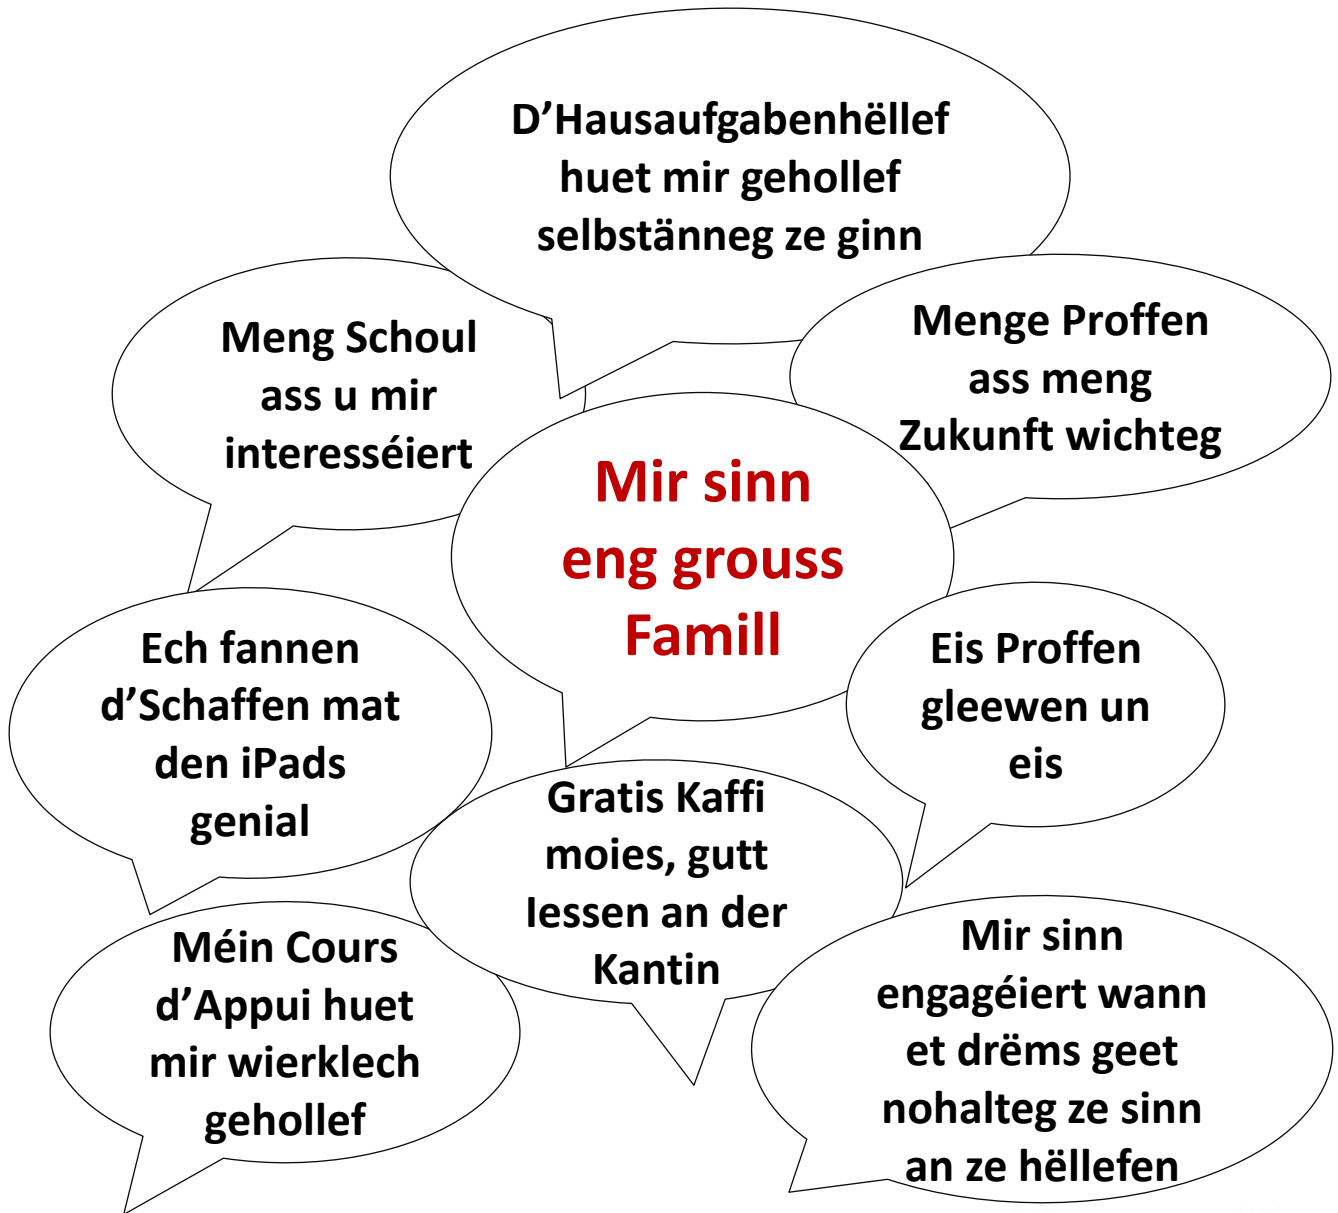 D’Hausaufgabenhëllef
huet mir gehollef
selbstänneg ze ginn
Meng Schoul
ass u mir
interesséiert
Menge Proffen
ass meng
Zukunft wichteg
Mir sinn
eng grouss
Famill
Ech fannen
d’Schaffen mat
den iPads
genial
Eis Proffen
gleewen un
eis
Gratis Kaffi
moies, gutt
Iessen an der
Kantin
Méin Cours
d’Appui huet
mir wierklech
gehollef
Mir sinn
engagéiert wann
et drëms geet
nohalteg ze sinn
an ze hëllefen